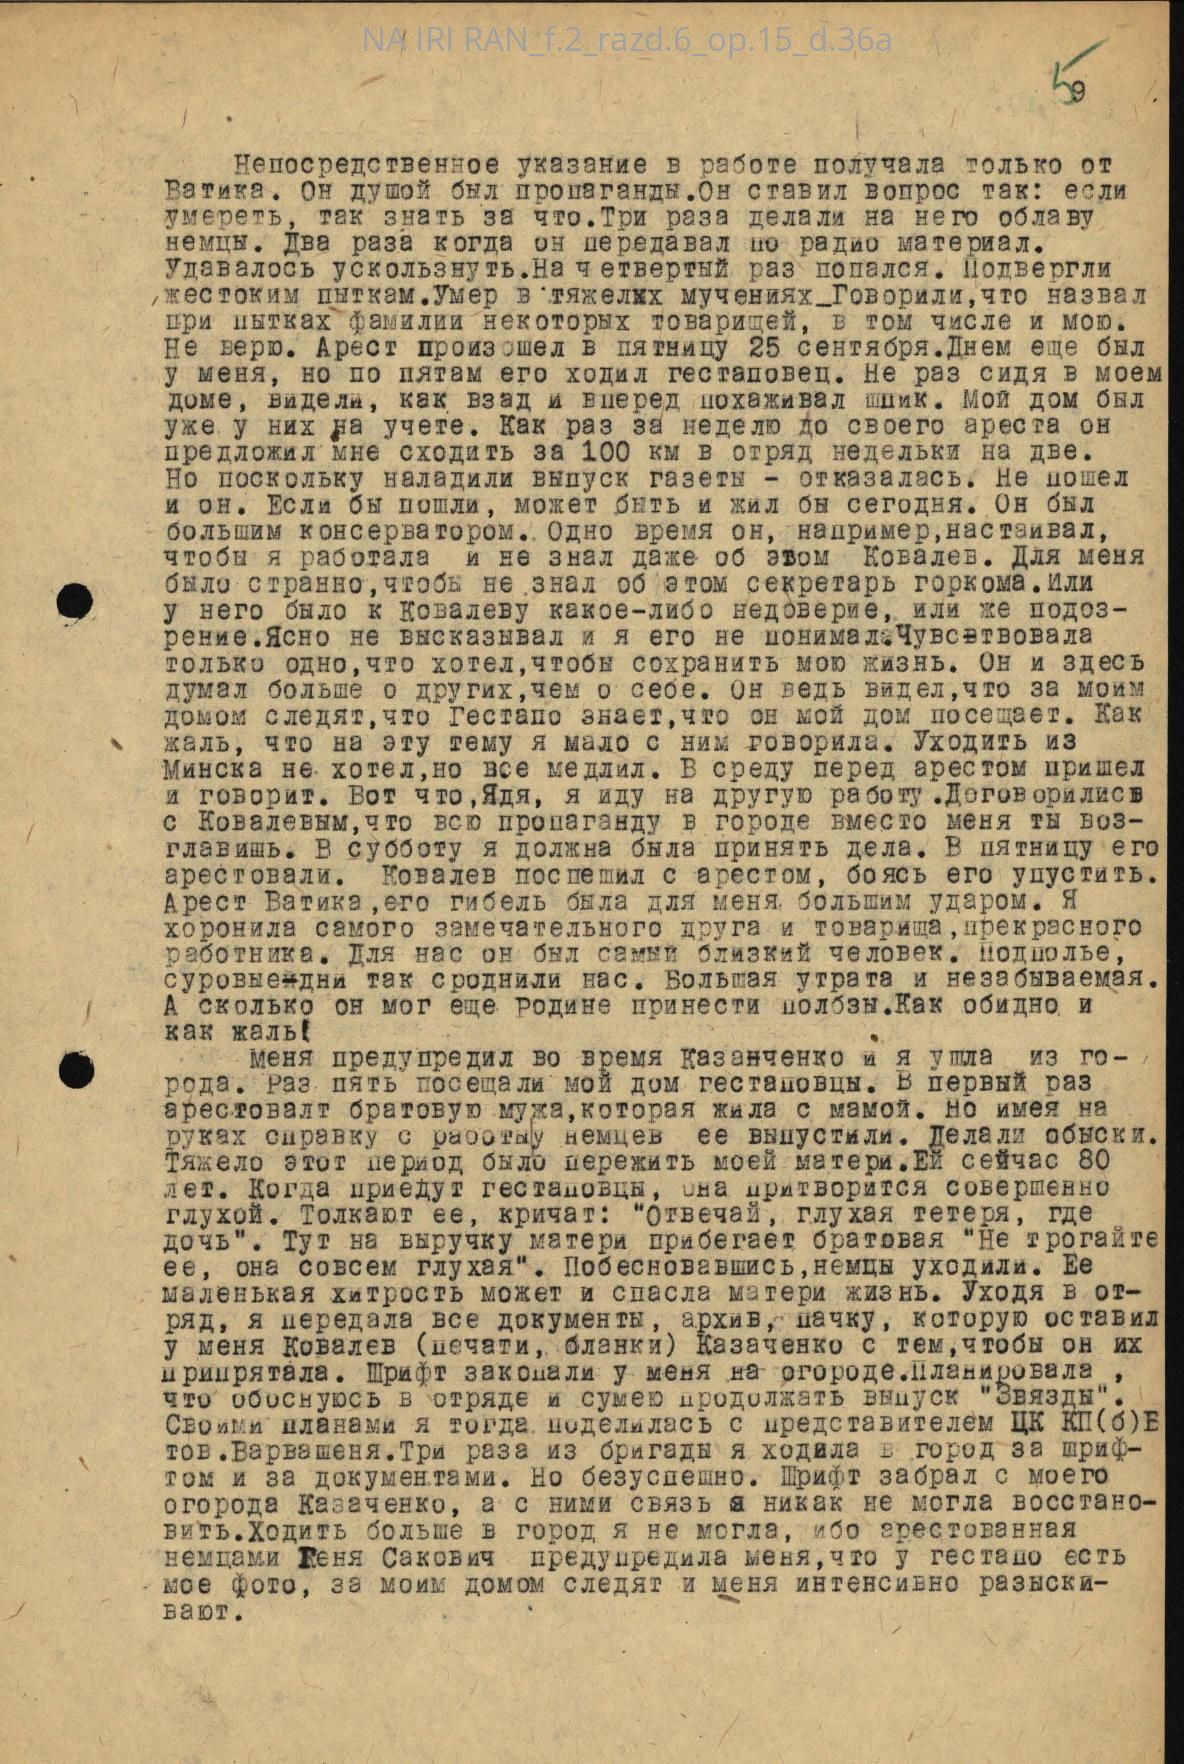 NA IRI RAN_f.2_razd.6_op.15_d.36a
59
Непосредственное указание в работе получала только от
Ватика. Он душой был пропаганды.Он ставил вопрос так: если
умереть, так знать за что.Три раза делали на него облаву
немцы. Два раза когда он передавал по радио материал.
Удавалось ускользнуть.На четвертый раз попался. Подвергли
жестоким пыткам.Умер в тяжелых мучениях_Говорили,что назвал
при пытках фамилии некоторых товарищей, в том числе и мою.
Не верю. Арест произошел в пятницу 25 сентября.Днем еще был
у меня, но по пятам его ходил гестаповец. Не раз сидя в моем
доме, видели, как взад и вперед похаживал шпик. Мой дом был
уже у них на учете. Как раз за неделю до своего ареста он
предложил мне сходить за 100 км в отряд недельки на две.
Но поскольку наладили выпуск газеты - отказалась. Не пошел
и он. Если бы пошли, может быть и жил бы сегодня. Он был
большим консерватором. Одно время он, например,настаивал,
чтобы я работала и не знал даже об этом Ковалев. Для меня
было странно,чтобы не знал об этом секретарь горкома.Или
у него было к Ковалеву какое-либо недоверие, или же подоз-
рение.Ясно не высказывал и я его не понимала.Чувсвтвовала
только одно,что хотел,чтобы сохранить мою жизнь. Он и здесь
думал больше о других,чем о себе. Он ведь видел,что за моим
домом следят,что Гестапо знает,что он мой дом посещает. Как
жаль, что на эту тему я мало с ним говорила. Уходить из
Минска не хотел,но все медлил. В среду перед арестом пришел
и говорит. Вот что,Ядя, я иду на другую работу.Договорились
с Ковалевым,что всю пропаганду в городе вместо меня ты воз-
главишь. В субботу я должна была принять дела. В пятницу его
арестовали. Ковалев поспешил с арестом, боясь его упустить.
Арест Ватика,его гибель была для меня большим ударом. Я
хоронила самого замечательного друга и товарища,прекрасного
работника. Для нас он был самый близкий человек. Подполье,
суровые дни так сроднили нас. Большая утрата и незабываемая.
А сколько он мог еще Родине принести ползы.Как обидно и
как жаль!
Меня предупредил во время Казанченко и я ушла из го-
рода. Раз пять посещали мой дом гестаповцы. В первый раз
арестовалт братовую мужа,которая жила с мамой. Но имея на
руках справку с работы у немцев ее выпустили. Делали обыски.
Тяжело этот период было пережить моей матери.Ей сейчас 80
лет. Когда приедут гестаповцы, она притворится совершенно
глухой. Толкают ее, кричат: "Отвечай, глухая тетеря, где
дочь". Тут на выручку матери прибегает братовая "Не трогайте
ее, она совсем глухая". Побесновавшись,немцы уходили. Ее
маленькая хитрость может и спасла матери жизнь. Уходя в от-
ряд, я передала все документы, архив, пачку, которую оставил
у меня Ковалев (печати, бланки) Казаченко с тем,чтобы он их
припрятала. Шрифт закопали у меня на огороде.Планировала ,
что обоснуюсь в отряде и сумею продолжать выпуск "Звязды".
Своими планами я тогда поделилась с представителем ЦК КП(б)Б
тов.Варвашеня.Три раза из бригады я ходила в город за шриф-
том и за документами. Но безуспешно. Шрифт забрал с моего
огорода Казаченко, а с ними связь я никак не могла восстано-
вить.Ходить больше в город я не могла, ибо арестованная
немцами Геня Сакович предупредила меня,что у гестапо есть
мое фото, за моим домом следят и меня интенсивно разыски-
вают.